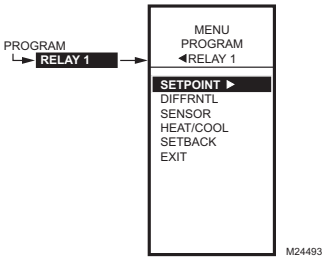 PROGRAM
RELAY 1
MENU
PROGRAM
◄RELAY 1
SETPOINT ►
DIFFRNTL
SENSOR
HEAT/COOL
SETBACK
EXIT
M24493